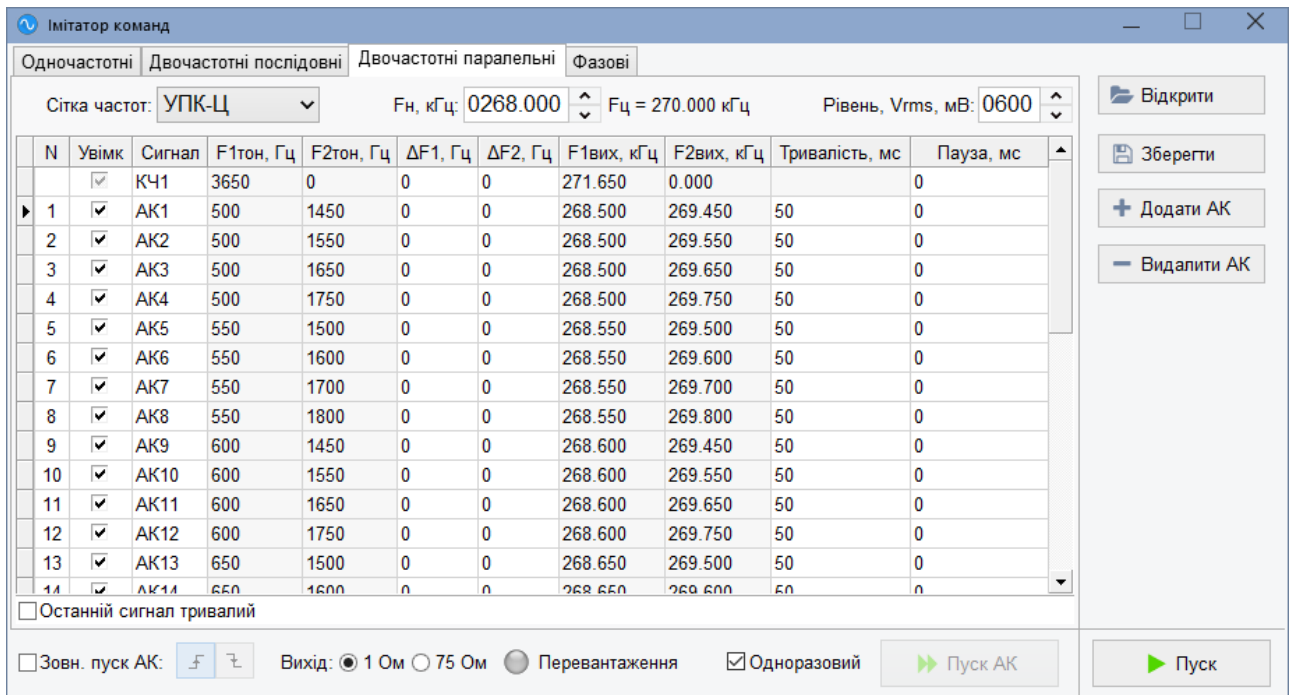 Імітатор команд
Одночастотні Двочастотні послідовні Двочастотні паралельні Фазові
Сітка частот: УПК-Ц Fн, кГц: 0268.000 Fц = 270.000 кГц Рівень, Vrms, мВ: 0600
Відкрити
Зберегти
Додати АК
Видалити АК
N Увімк Сигнал F1тон, Гц F2тон, Гц ΔF1, Гц ΔF2, Гц F1вих, кГц F2вих, кГц Тривалість, мс Пауза, мс
КЧ1 3650 0 0 0 271.650 0.000 0
1 АК1 500 1450 0 0 268.500 269.450 50 0
2 АК2 500 1550 0 0 268.500 269.550 50 0
3 АК3 500 1650 0 0 268.500 269.650 50 0
4 АК4 500 1750 0 0 268.500 269.750 50 0
5 АК5 550 1500 0 0 268.550 269.500 50 0
6 АК6 550 1600 0 0 268.550 269.600 50 0
7 АК7 550 1700 0 0 268.550 269.700 50 0
8 АК8 550 1800 0 0 268.550 269.800 50 0
9 АК9 600 1450 0 0 268.600 269.450 50 0
10 АК10 600 1550 0 0 268.600 269.550 50 0
11 АК11 600 1650 0 0 268.600 269.650 50 0
12 АК12 600 1750 0 0 268.600 269.750 50 0
13 АК13 650 1500 0 0 268.650 269.500 50 0
14 АК14 650 1600 0 0 268.650 269.600 50 0
Останній сигнал тривалий
Зовн. пуск АК: Вихід: 1 Ом 75 Ом Перевантаження Одноразовий Пуск АК Пуск